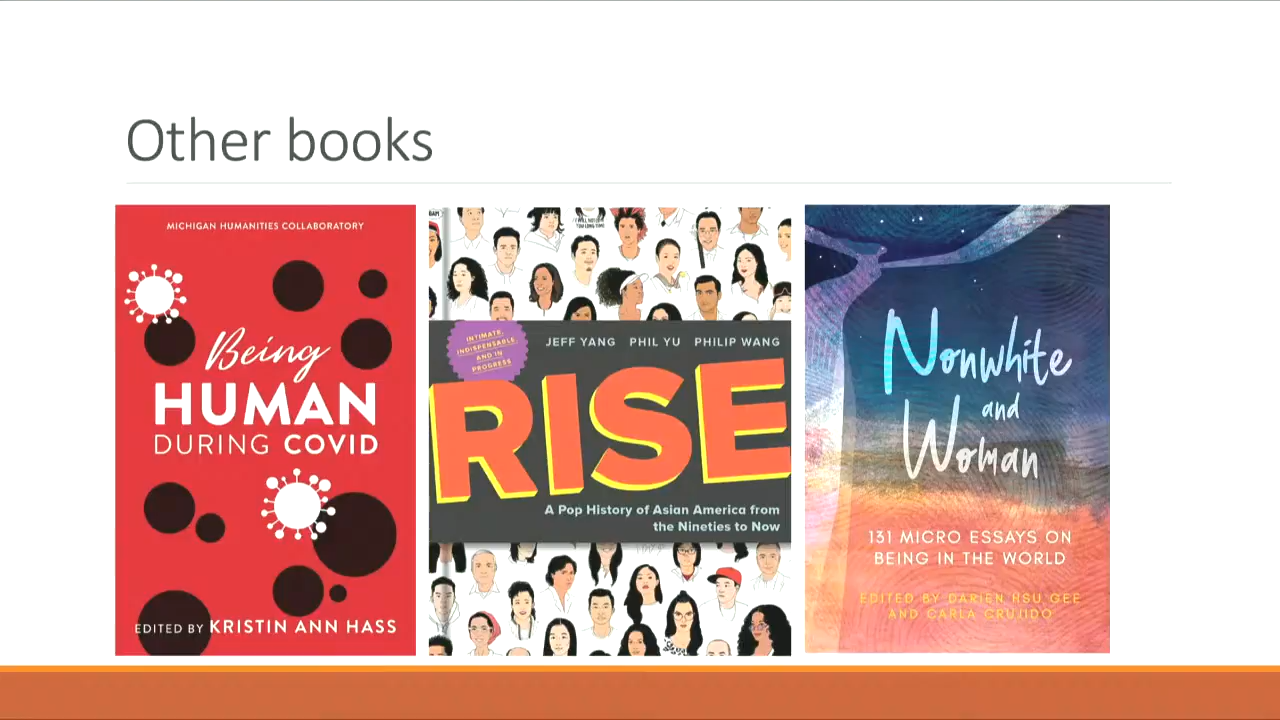 Other books
MICHIGAN HUMANITIES COLLABORATORY
Being
HUMAN
DURING COVID
EDITED BY KRISTIN ANN HASS
INTIMATE,
INDISPENSABLE
AND IN
PROGRESS
JEFF YANG PHIL YU PHILIP WANG
RISE
A Pop History of Asian America from
the Nineties to Now
Nonwhite
and
Woman
131 MICRO ESSAYS ON
BEING IN THE WORLD
EDITED BY DARIEN HSU GEE
AND CARLA CRUJIDO